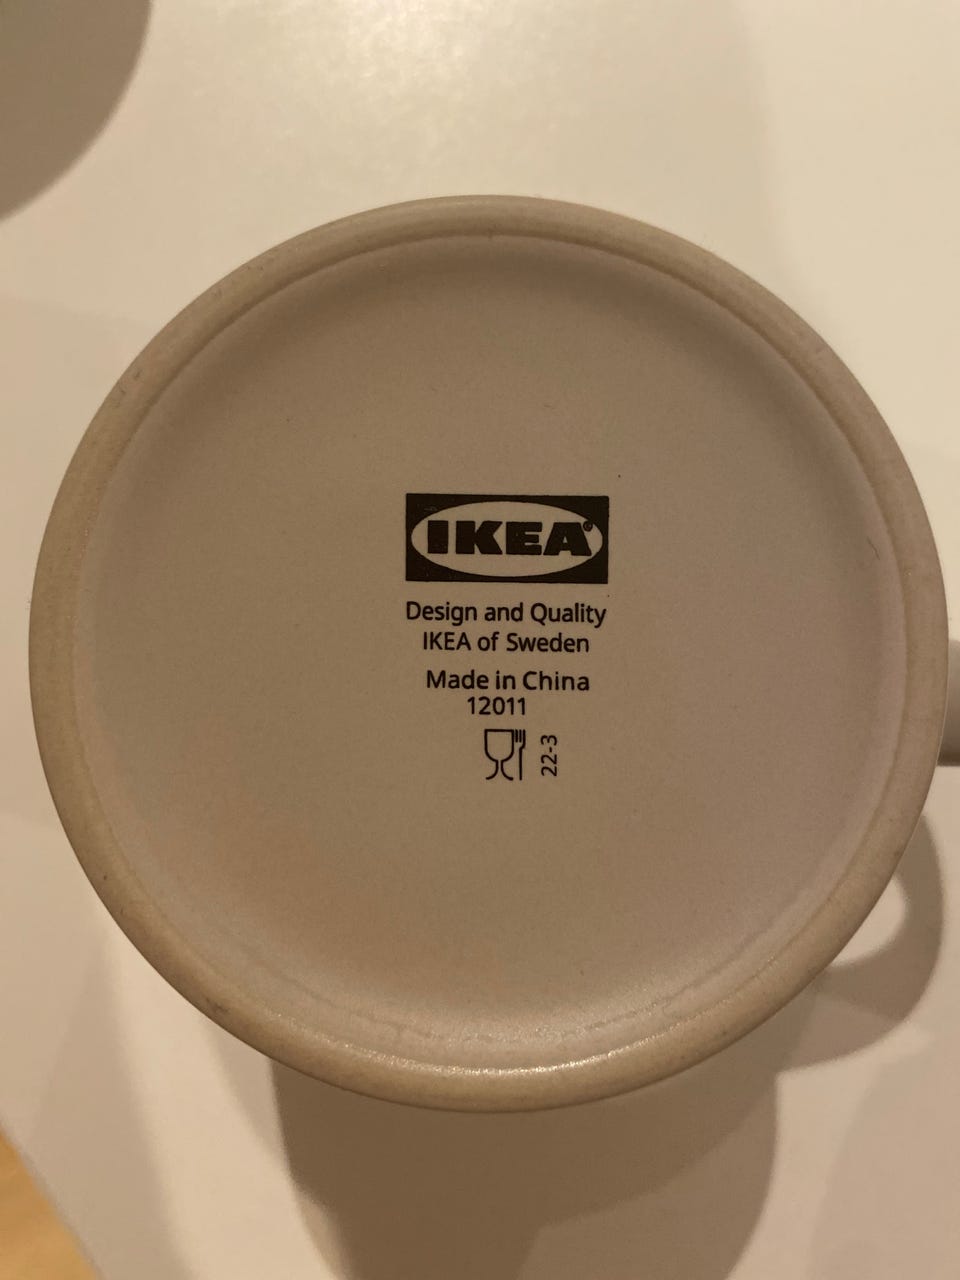 IKEA®
Design and Quality
IKEA of Sweden
Made in China
12011
22-3